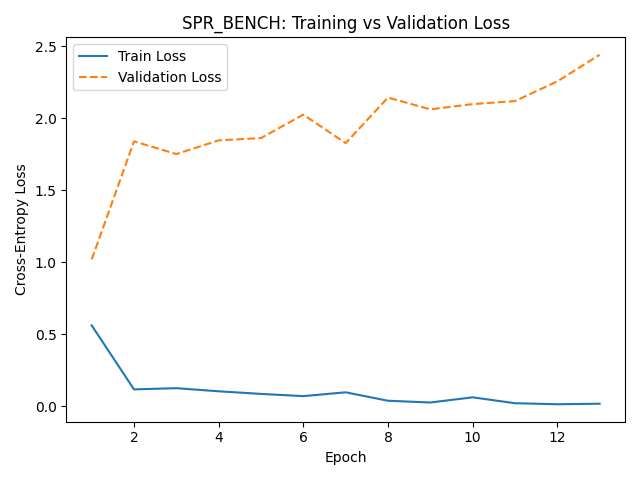 SPR_BENCH: Training vs Validation Loss
Train Loss
Validation Loss
Cross-Entropy Loss
2.5
2.0
1.5
1.0
0.5
0.0
2 4 6 8 10 12
Epoch